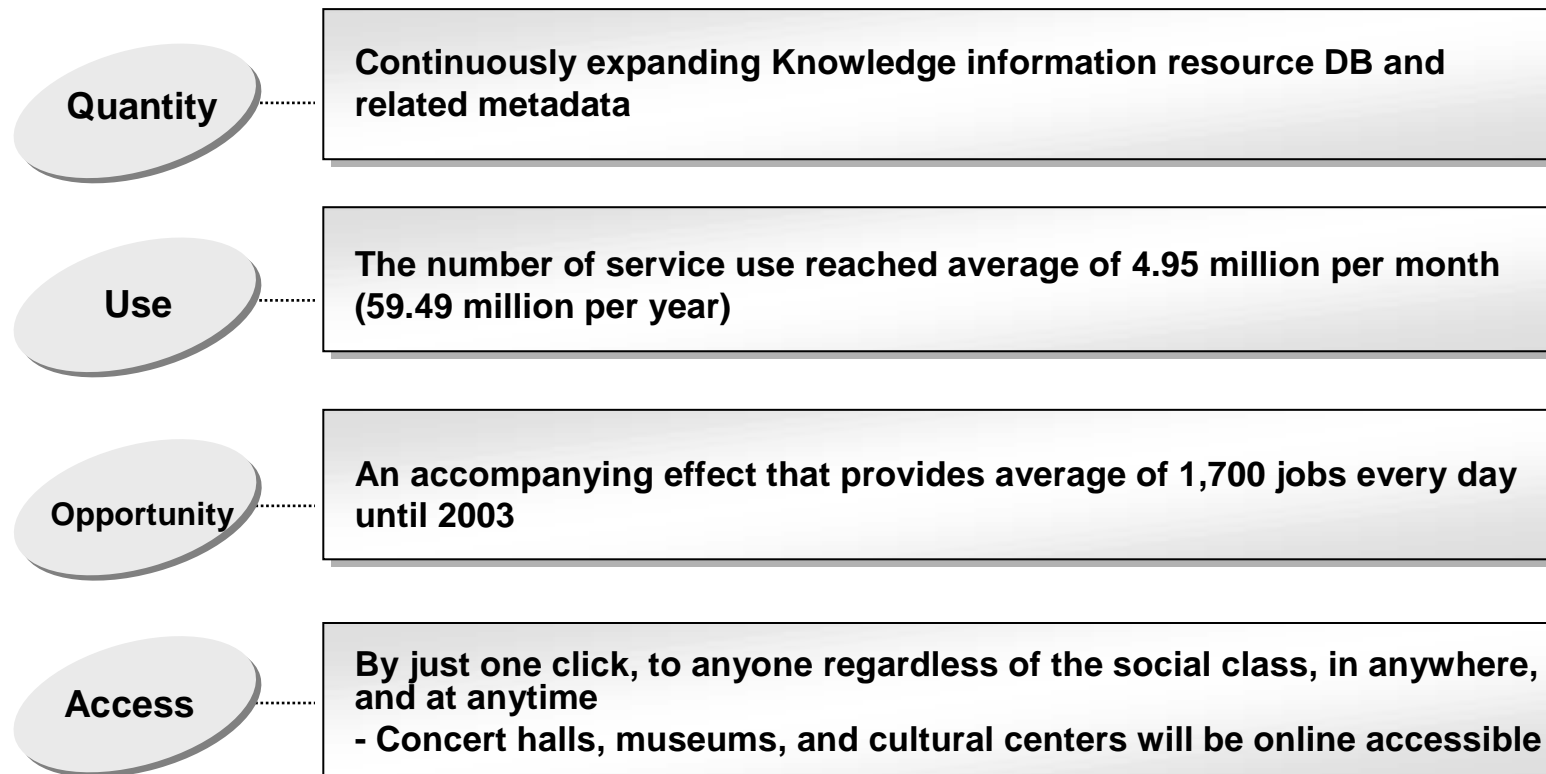 Quantity
Continuously expanding Knowledge information resource DB and
related metadata
Use
The number of service use reached average of 4.95 million per month
(59.49 million per year)
Opportunity
An accompanying effect that provides average of 1,700 jobs every day
until 2003
Access
By just one click, to anyone regardless of the social class, in anywhere,
and at anytime
- Concert halls, museums, and cultural centers will be online accessible